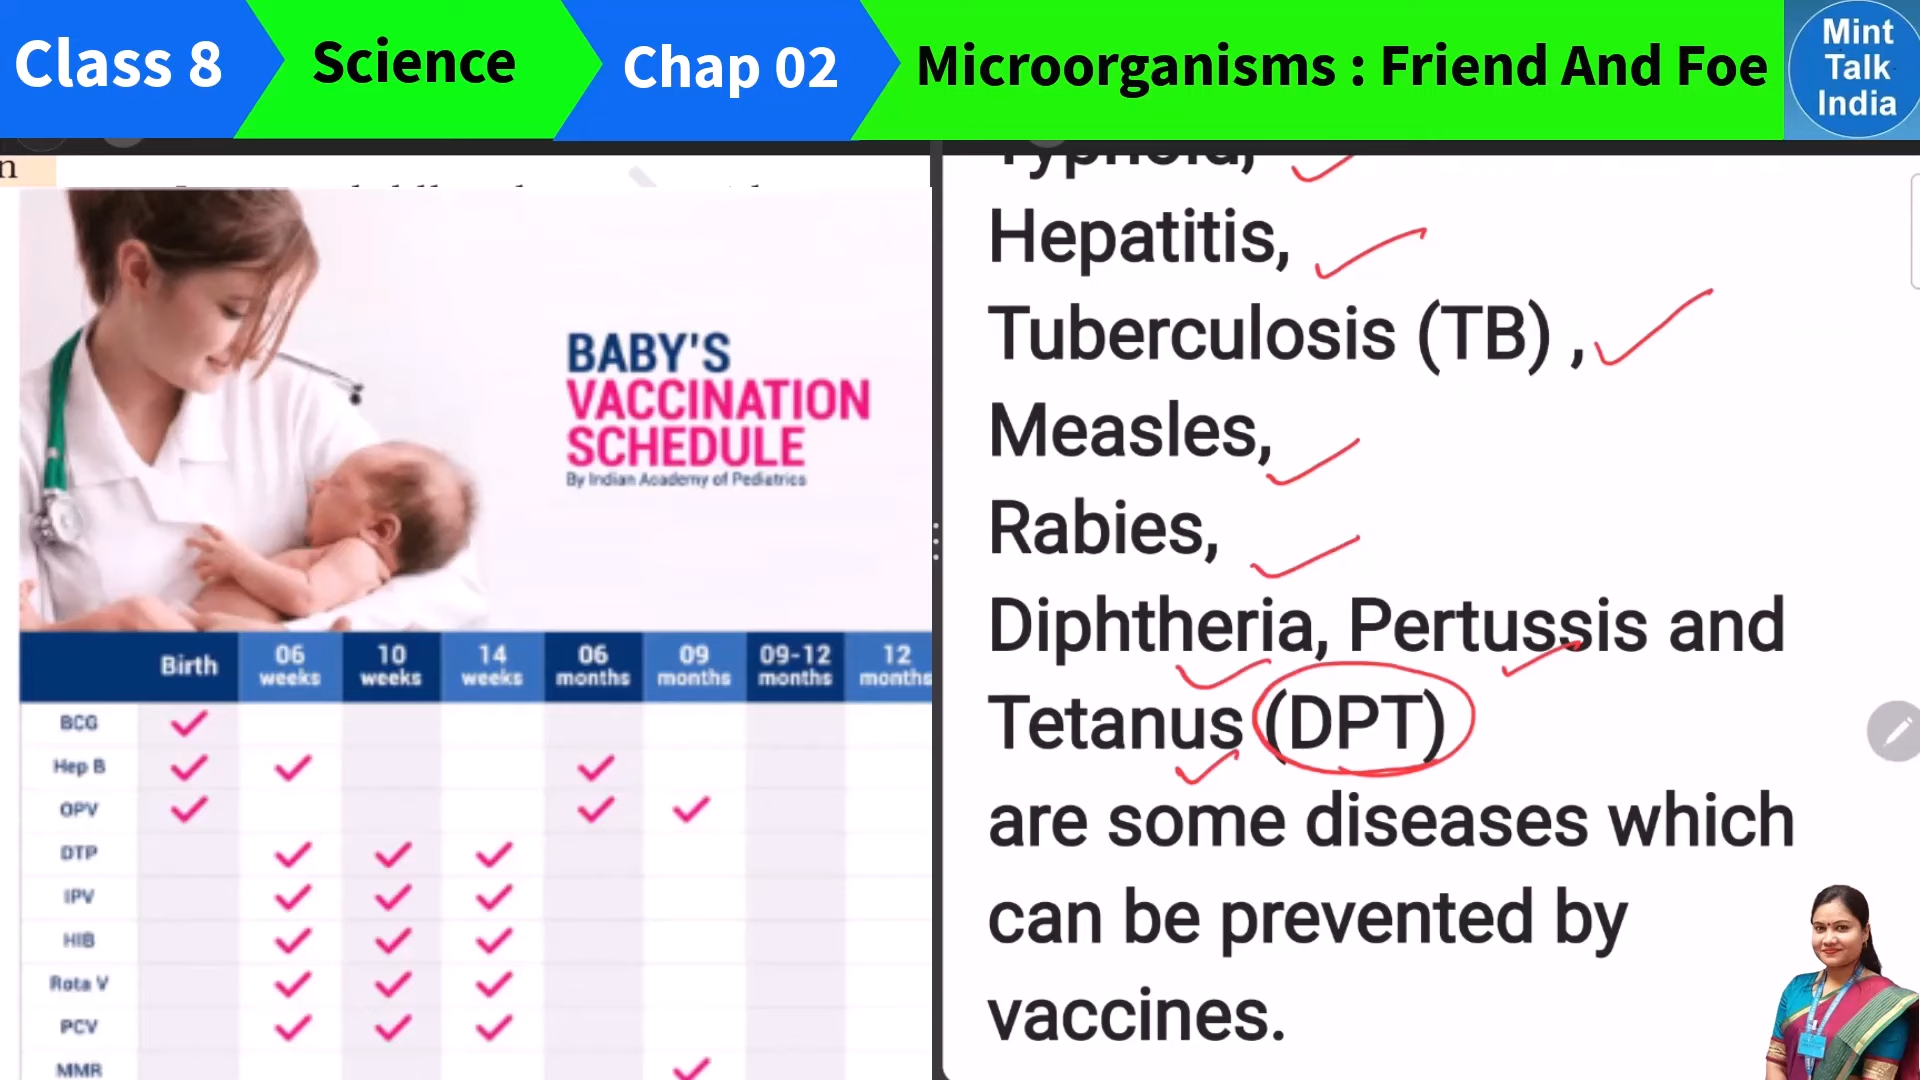 Class 8
Science
Chap 02
Microorganisms : Friend And Foe
Mint
Talk
India
n
BABY'S
VACCINATION
SCHEDULE
By Indian Academy of Pediatrics
Birth
06 weeks
10 weeks
14 weeks
06 months
09 months
09-12 months
12 months
BCG
Hep B
OPV
DTP
IPV
HIB
Rota V
PCV
MMR
Typhoid,
Hepatitis,
Tuberculosis (TB) ,
Measles,
Rabies,
Diphtheria, Pertussis and
Tetanus (DPT)
are some diseases which
can be prevented by
vaccines.